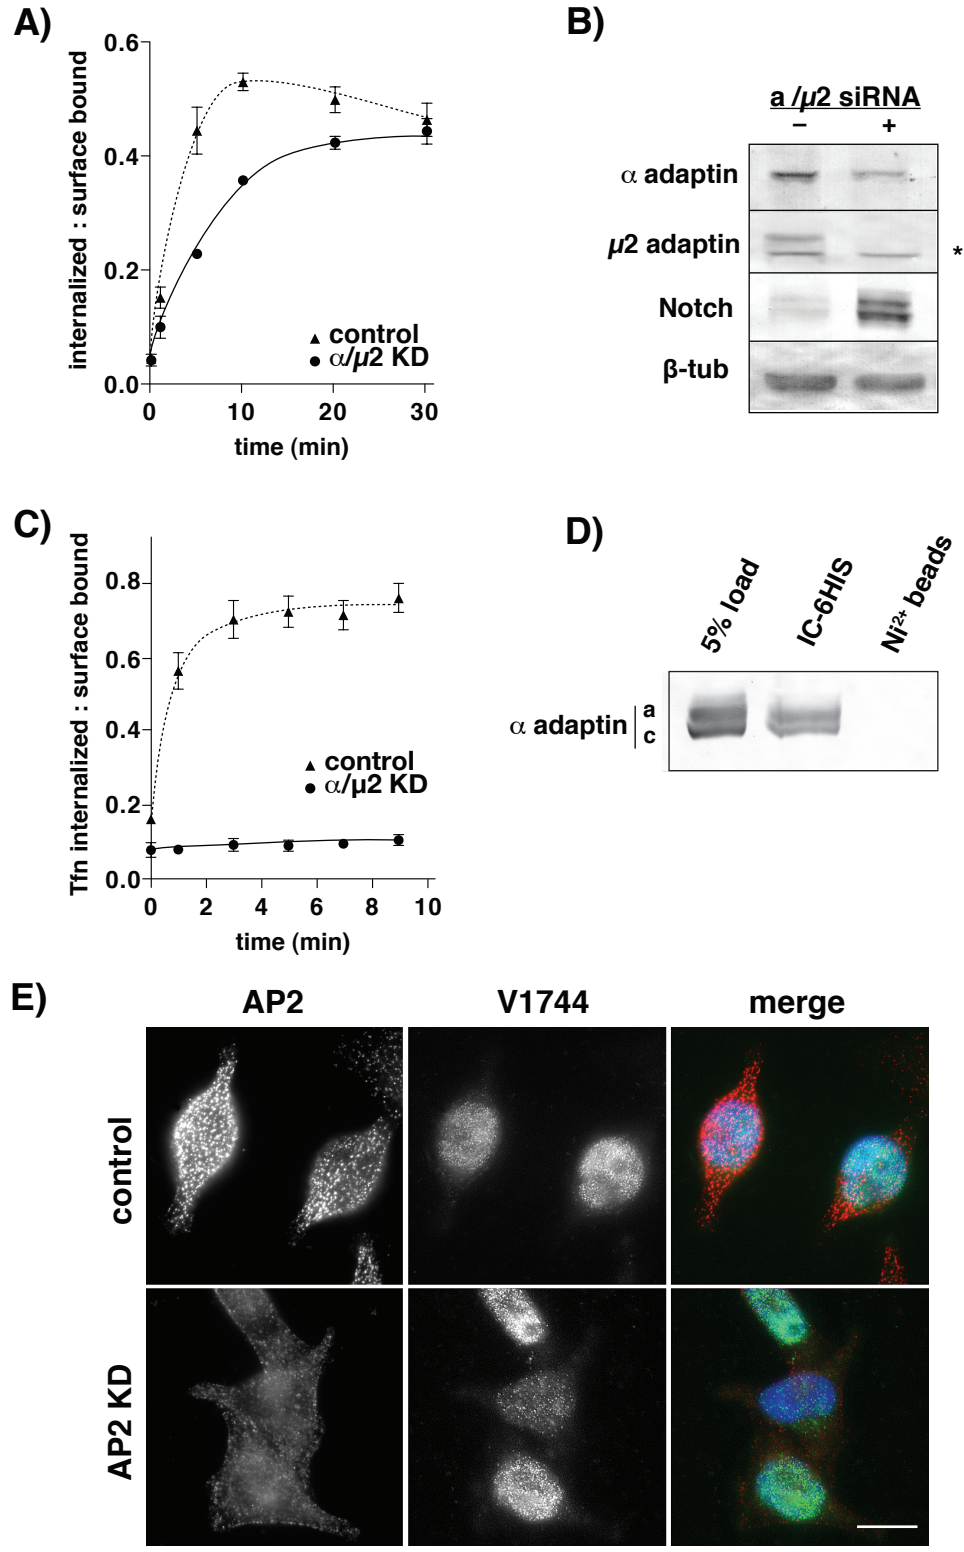 A)
internalized : surface bound
0.6
0.4
0.2
0.0
0 10 20 30
time (min)
▲ control
● α/µ2 KD
B)
a /µ2 siRNA
– +
α adaptin
µ2 adaptin
*
Notch
β-tub
C)
Tfn internalized : surface bound
0.8
0.6
0.4
0.2
0.0
0 2 4 6 8 10
time (min)
▲ control
● α/µ2 KD
D)
5% load
IC-6HIS
Ni²⁺ beads
α adaptin
a
c
E)
AP2
V1744
merge
control
AP2 KD